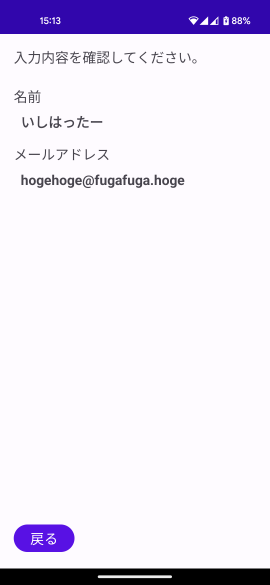 15:13
88%
入力内容を確認してください。
名前
いしはったー
メールアドレス
hogehoge@fugafuga.hoge
戻る